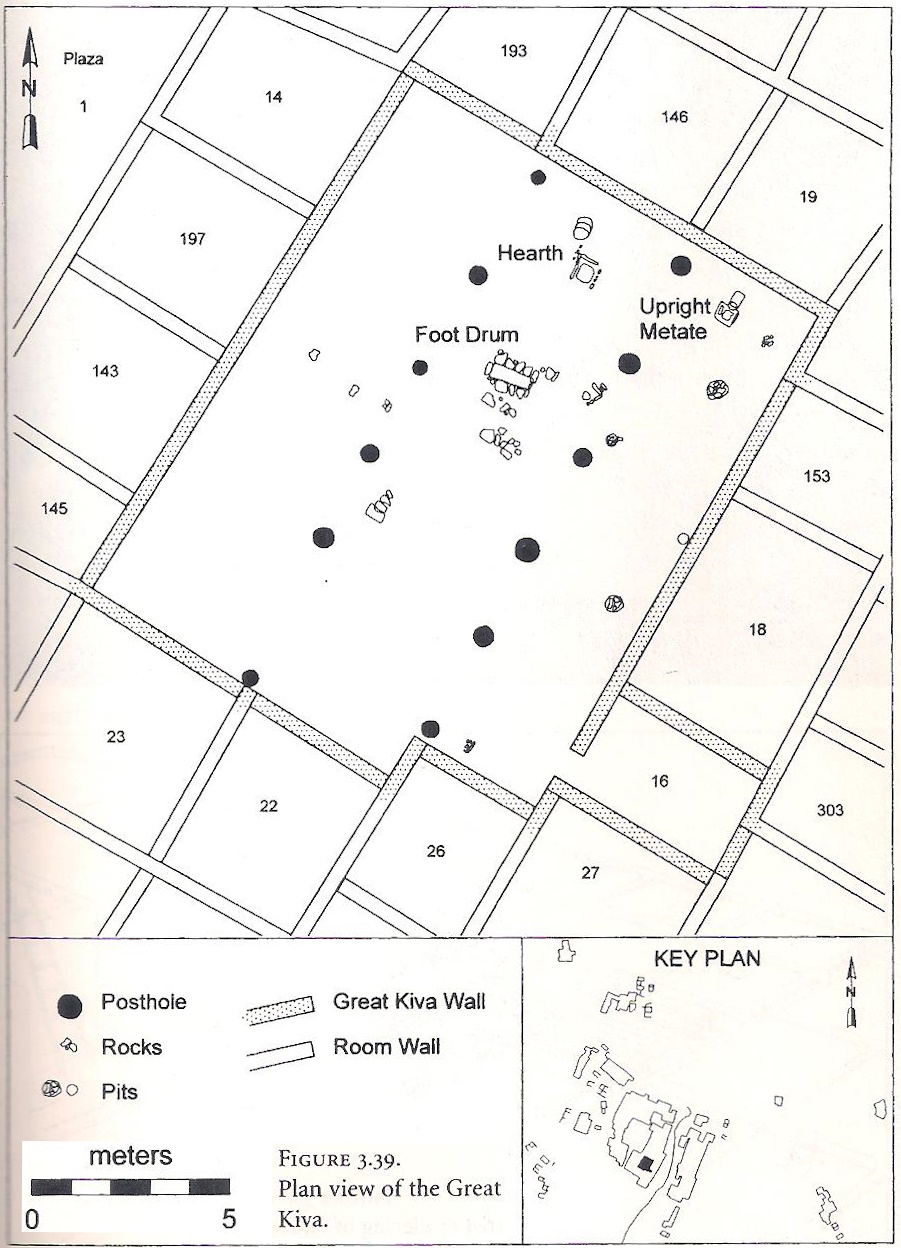 N
Plaza
1
14
193
146
19
197
Hearth
Upright
Metate
Foot Drum
143
153
145
18
23
22
16
303
26
27
Posthole
Great Kiva Wall
Rocks
Room Wall
Pits
meters
0 5
FIGURE 3.39.
Plan view of the Great
Kiva.
KEY PLAN
N